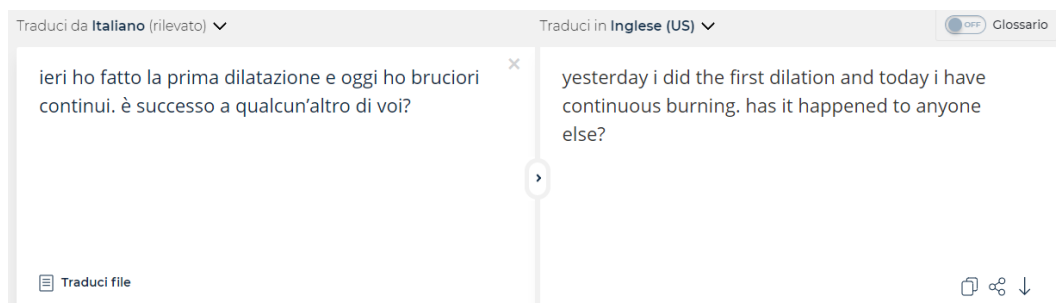 Traduci da Italiano (rilevato)
Traduci in Inglese (US)
OFF Glossario
ieri ho fatto la prima dilatazione e oggi ho bruciori
continui. è successo a qualcun’altro di voi?
yesterday i did the first dilation and today i have
continuous burning. has it happened to anyone
else?
Traduci file